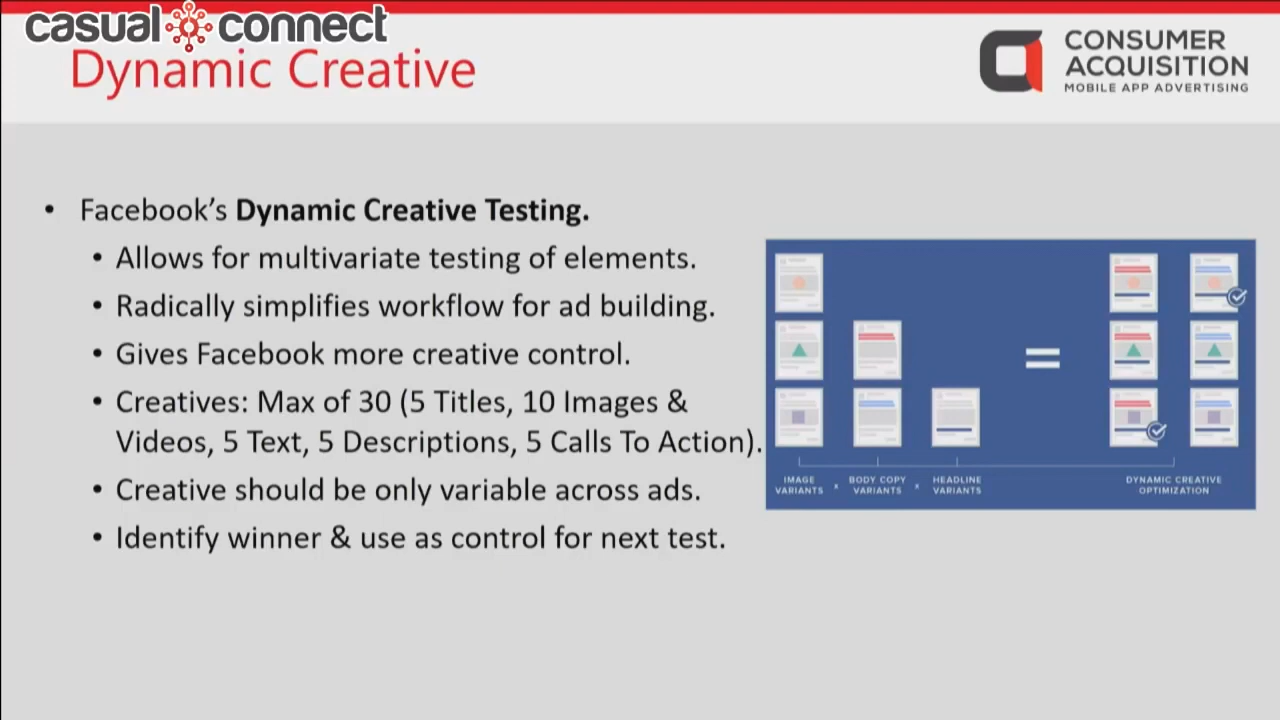 casual connect
Dynamic Creative
CONSUMER
ACQUISITION
MOBILE APP ADVERTISING
• Facebook’s Dynamic Creative Testing.
• Allows for multivariate testing of elements.
• Radically simplifies workflow for ad building.
• Gives Facebook more creative control.
• Creatives: Max of 30 (5 Titles, 10 Images &
Videos, 5 Text, 5 Descriptions, 5 Calls To Action).
• Creative should be only variable across ads.
• Identify winner & use as control for next test.
=
IMAGE
VARIANTS
x
BODY COPY
VARIANTS
x
HEADLINE
VARIANTS
DYNAMIC CREATIVE
OPTIMIZATION